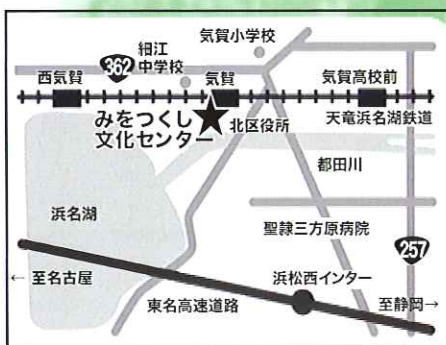 気賀小学校
細江
中学校
362
西気賀
気賀
気賀高校前
天竜浜名湖鉄道
みをつくし
文化センター
北区役所
都田川
浜名湖
聖隷三方原病院
257
← 至名古屋
浜松西インター
東名高速道路
至静岡→